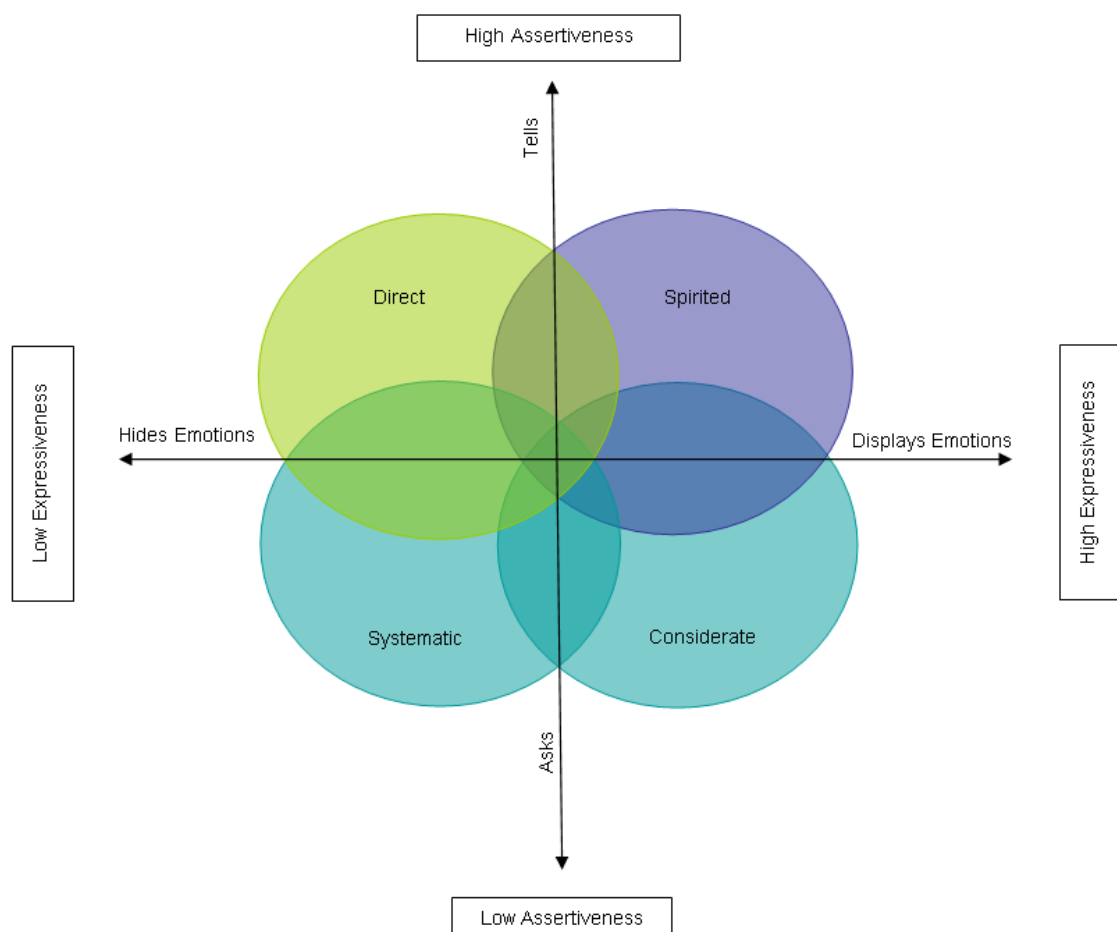 High Assertiveness
Tells
Direct
Spirited
Low Expressiveness
Hides Emotions
Displays Emotions
High Expressiveness
Systematic
Considerate
Asks
Low Assertiveness